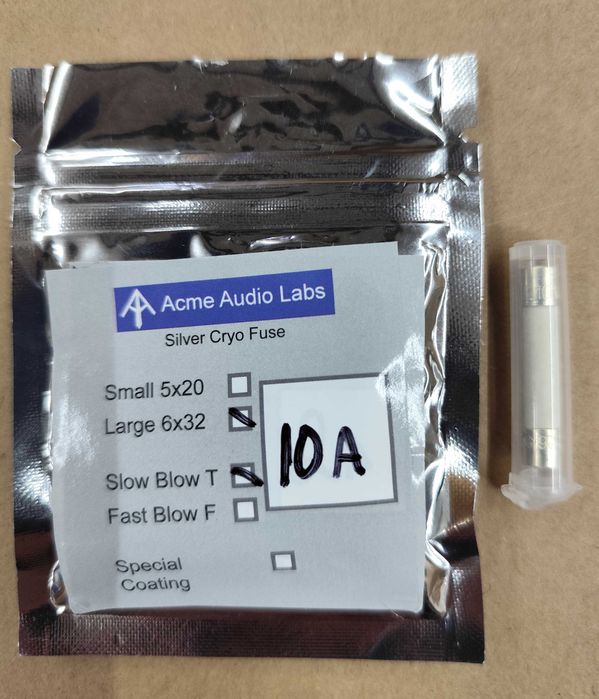 Acme Audio Labs
Silver Cryo Fuse
Small 5x20
Large 6x32
10A
Slow Blow T
Fast Blow F
Special
Coating